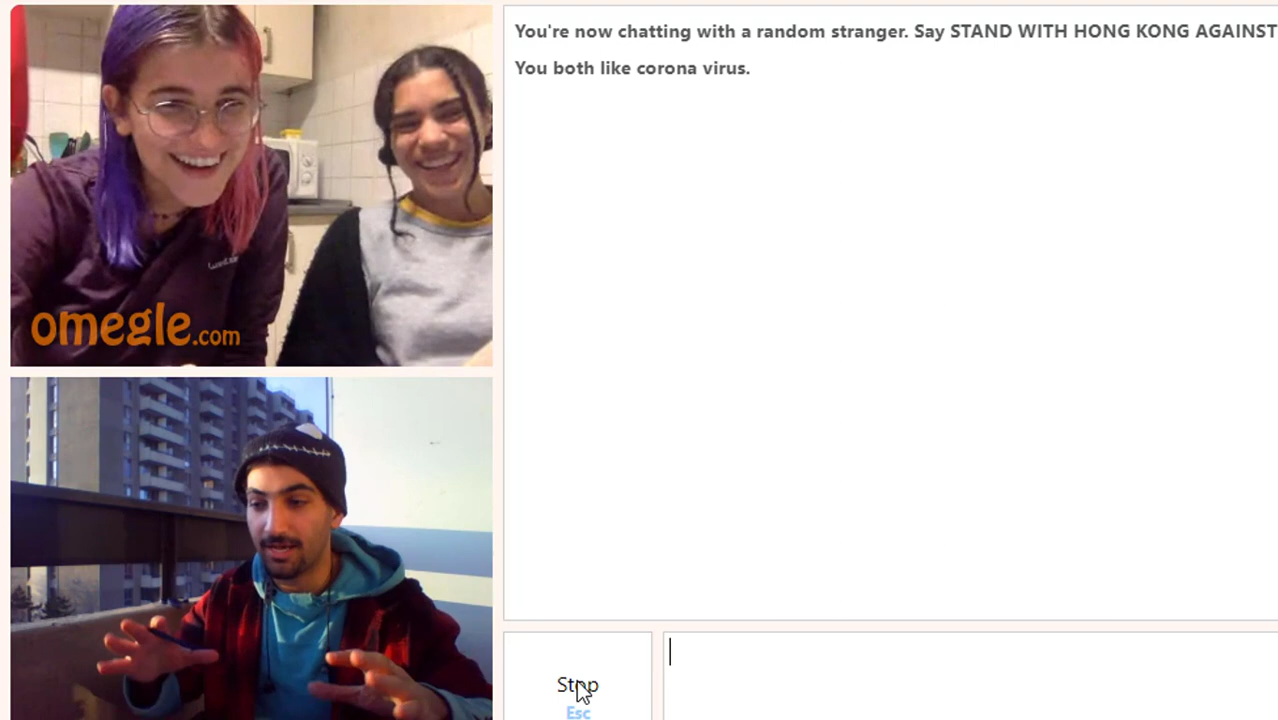 You're now chatting with a random stranger. Say STAND WITH HONG KONG AGAINST
You both like corona virus.
omegle.com
Stop
Esc